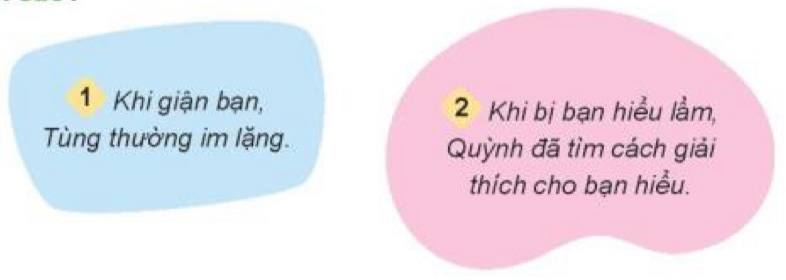 1 Khi giận bạn,
Tùng thường im lặng.
2 Khi bị bạn hiểu lầm,
Quỳnh đã tìm cách giải
thích cho bạn hiểu.